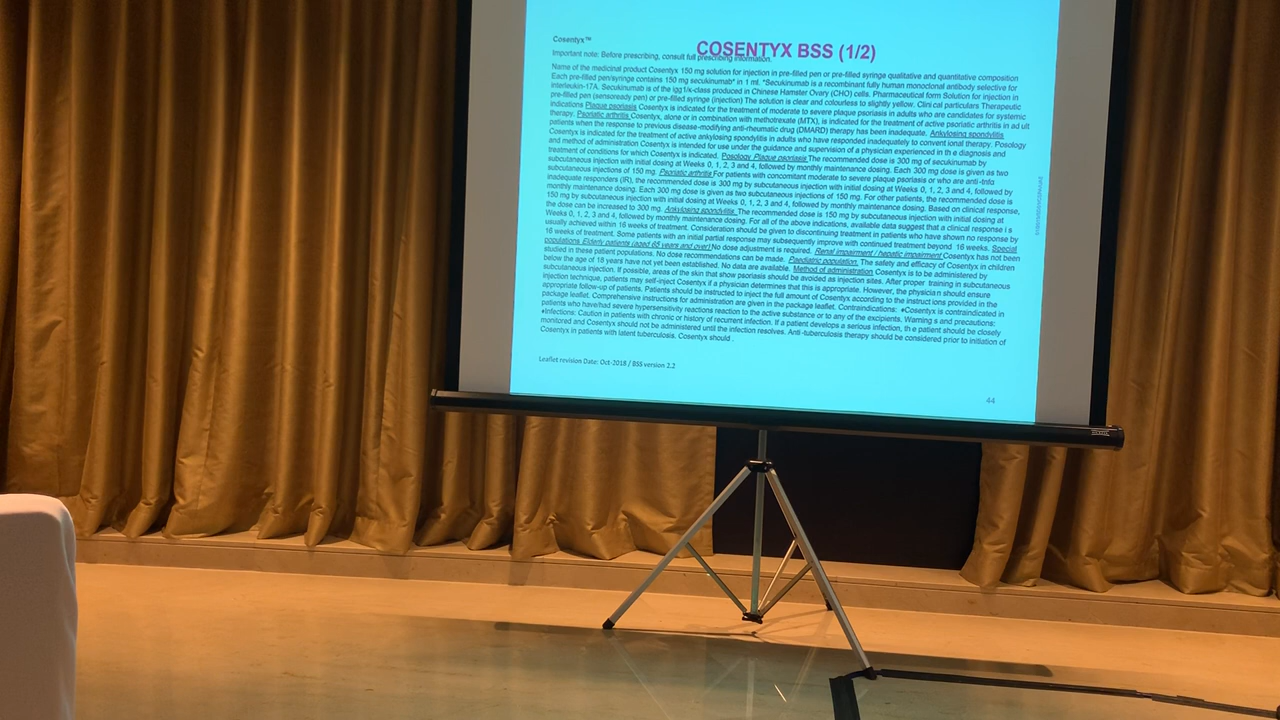 Cosentyx™
COSENTYX BSS (1/2)
Important note: Before prescribing, consult full prescribing information.
Name of the medicinal product Cosentyx 150 mg solution for injection in pre-filled pen or pre-filled syringe qualitative and quantitative composition
Each pre-filled pen/syringe contains 150 mg secukinumab* in 1 ml. *Secukinumab is a recombinant fully human monoclonal antibody selective for
interleukin-17A. Secukinumab is of the igg1/κ-class produced in Chinese Hamster Ovary (CHO) cells. Pharmaceutical form Solution for injection in
pre-filled pen (sensoready pen) or pre-filled syringe (injection) The solution is clear and colourless to slightly yellow. Clini cal particulars Therapeutic
indications Plaque psoriasis Cosentyx is indicated for the treatment of moderate to severe plaque psoriasis in adults who are candidates for systemic
therapy. Psoriatic arthritis Cosentyx, alone or in combination with methotrexate (MTX), is indicated for the treatment of active psoriatic arthritis in ad ult
patients when the response to previous disease-modifying anti-rheumatic drug (DMARD) therapy has been inadequate. Ankylosing spondylitis
Cosentyx is indicated for the treatment of active ankylosing spondylitis in adults who have responded inadequately to convent ional therapy. Posology
and method of administration Cosentyx is intended for use under the guidance and supervision of a physician experienced in th e diagnosis and
treatment of conditions for which Cosentyx is indicated. Posology Plaque psoriasis The recommended dose is 300 mg of secukinumab by
subcutaneous injection with initial dosing at Weeks 0, 1, 2, 3 and 4, followed by monthly maintenance dosing. Each 300 mg dose is given as two
subcutaneous injections of 150 mg. Psoriatic arthritis For patients with concomitant moderate to severe plaque psoriasis or who are anti-tnfα
inadequate responders (IR), the recommended dose is 300 mg by subcutaneous injection with initial dosing at Weeks 0, 1, 2, 3 and 4, followed by
monthly maintenance dosing. Each 300 mg dose is given as two subcutaneous injections of 150 mg. For other patients, the recommended dose is
150 mg by subcutaneous injection with initial dosing at Weeks 0, 1, 2, 3 and 4, followed by monthly maintenance dosing. Based on clinical response,
the dose can be increased to 300 mg. Ankylosing spondylitis The recommended dose is 150 mg by subcutaneous injection with initial dosing at
Weeks 0, 1, 2, 3 and 4, followed by monthly maintenance dosing. For all of the above indications, available data suggest that a clinical response i s
usually achieved within 16 weeks of treatment. Consideration should be given to discontinuing treatment in patients who have shown no response by
16 weeks of treatment. Some patients with an initial partial response may subsequently improve with continued treatment beyond 16 weeks. Special
populations Elderly patients (aged 65 years and over) No dose adjustment is required. Renal impairment / hepatic impairment Cosentyx has not been
studied in these patient populations. No dose recommendations can be made. Paediatric population The safety and efficacy of Cosentyx in children
below the age of 18 years have not yet been established. No data are available. Method of administration Cosentyx is to be administered by
subcutaneous injection. If possible, areas of the skin that show psoriasis should be avoided as injection sites. After proper training in subcutaneous
injection technique, patients may self-inject Cosentyx if a physician determines that this is appropriate. However, the physicia n should ensure
appropriate follow-up of patients. Patients should be instructed to inject the full amount of Cosentyx according to the instruct ions provided in the
package leaflet. Comprehensive instructions for administration are given in the package leaflet. Contraindications: ♦Cosentyx is contraindicated in
patients who have/had severe hypersensitivity reactions reaction to the active substance or to any of the excipients. Warning s and precautions:
♦Infections: Caution in patients with chronic or history of recurrent infection. If a patient develops a serious infection, th e patient should be closely
monitored and Cosentyx should not be administered until the infection resolves. Anti-tuberculosis therapy should be considered prior to initiation of
Cosentyx in patients with latent tuberculosis. Cosentyx should .
Leaflet revision Date: Oct-2018 / BSS version 2.2
44